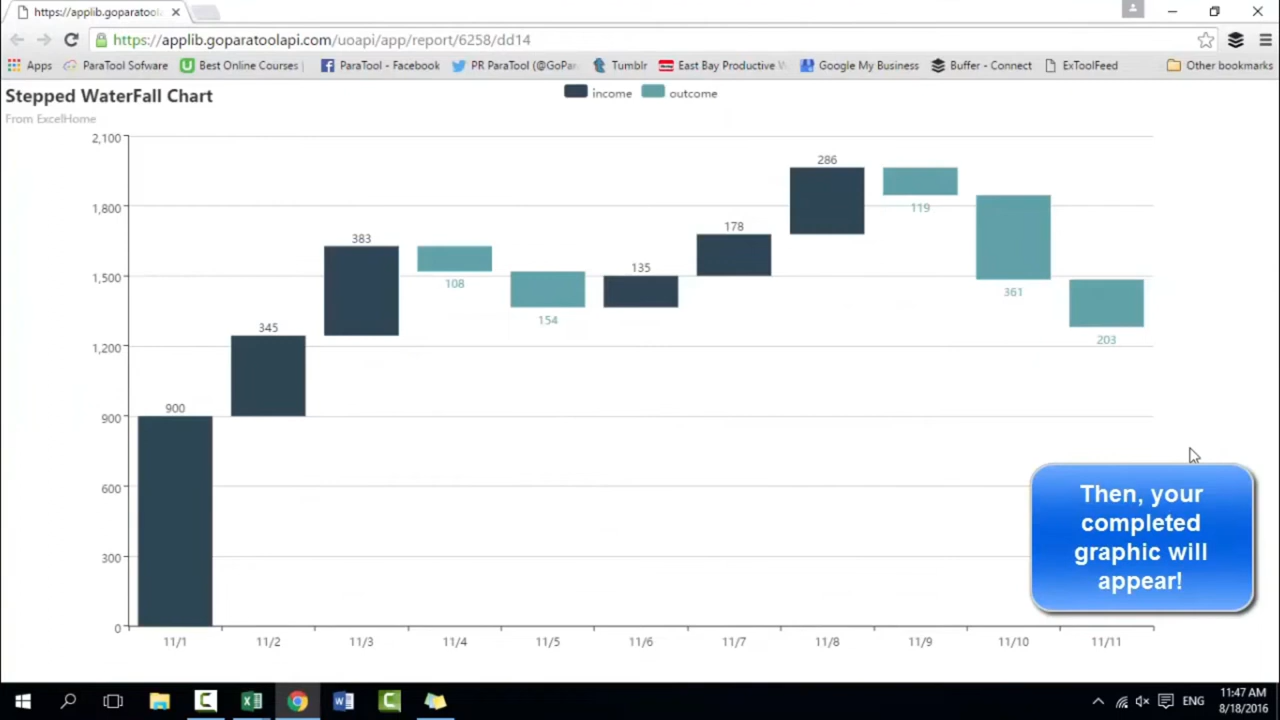 https://applib.goparatoola
https://applib.goparatoolapi.com/uoapi/app/report/6258/dd14
Apps ParaTool Sofware Best Online Courses ParaTool - Facebook PR ParaTool (@GoPar Tumblr East Bay Productive W Google My Business Buffer - Connect ExToolFeed Other bookmarks
Stepped WaterFall Chart
From ExcelHome
income outcome
2,100
1,800
1,500
1,200
900
600
300
0
900
345
383
108
154
135
178
286
119
361
203
11/1 11/2 11/3 11/4 11/5 11/6 11/7 11/8 11/9 11/10 11/11
Then, your
completed
graphic will
appear!
ENG
11:47 AM
8/18/2016